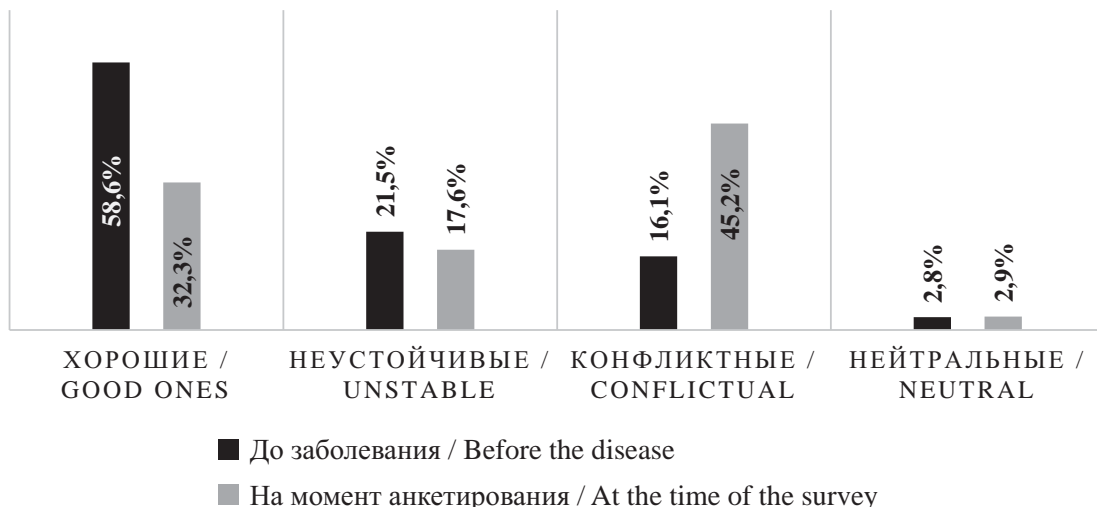 58,6%
32,3%
21,5%
17,6%
16,1%
45,2%
2,8%
2,9%
ХОРОШИЕ /
GOOD ONES
НЕУСТОЙЧИВЫЕ /
UNSTABLE
КОНФЛИКТНЫЕ /
CONFLICTUAL
НЕЙТРАЛЬНЫЕ /
NEUTRAL
До заболевания / Before the disease
На момент анкетирования / At the time of the survey